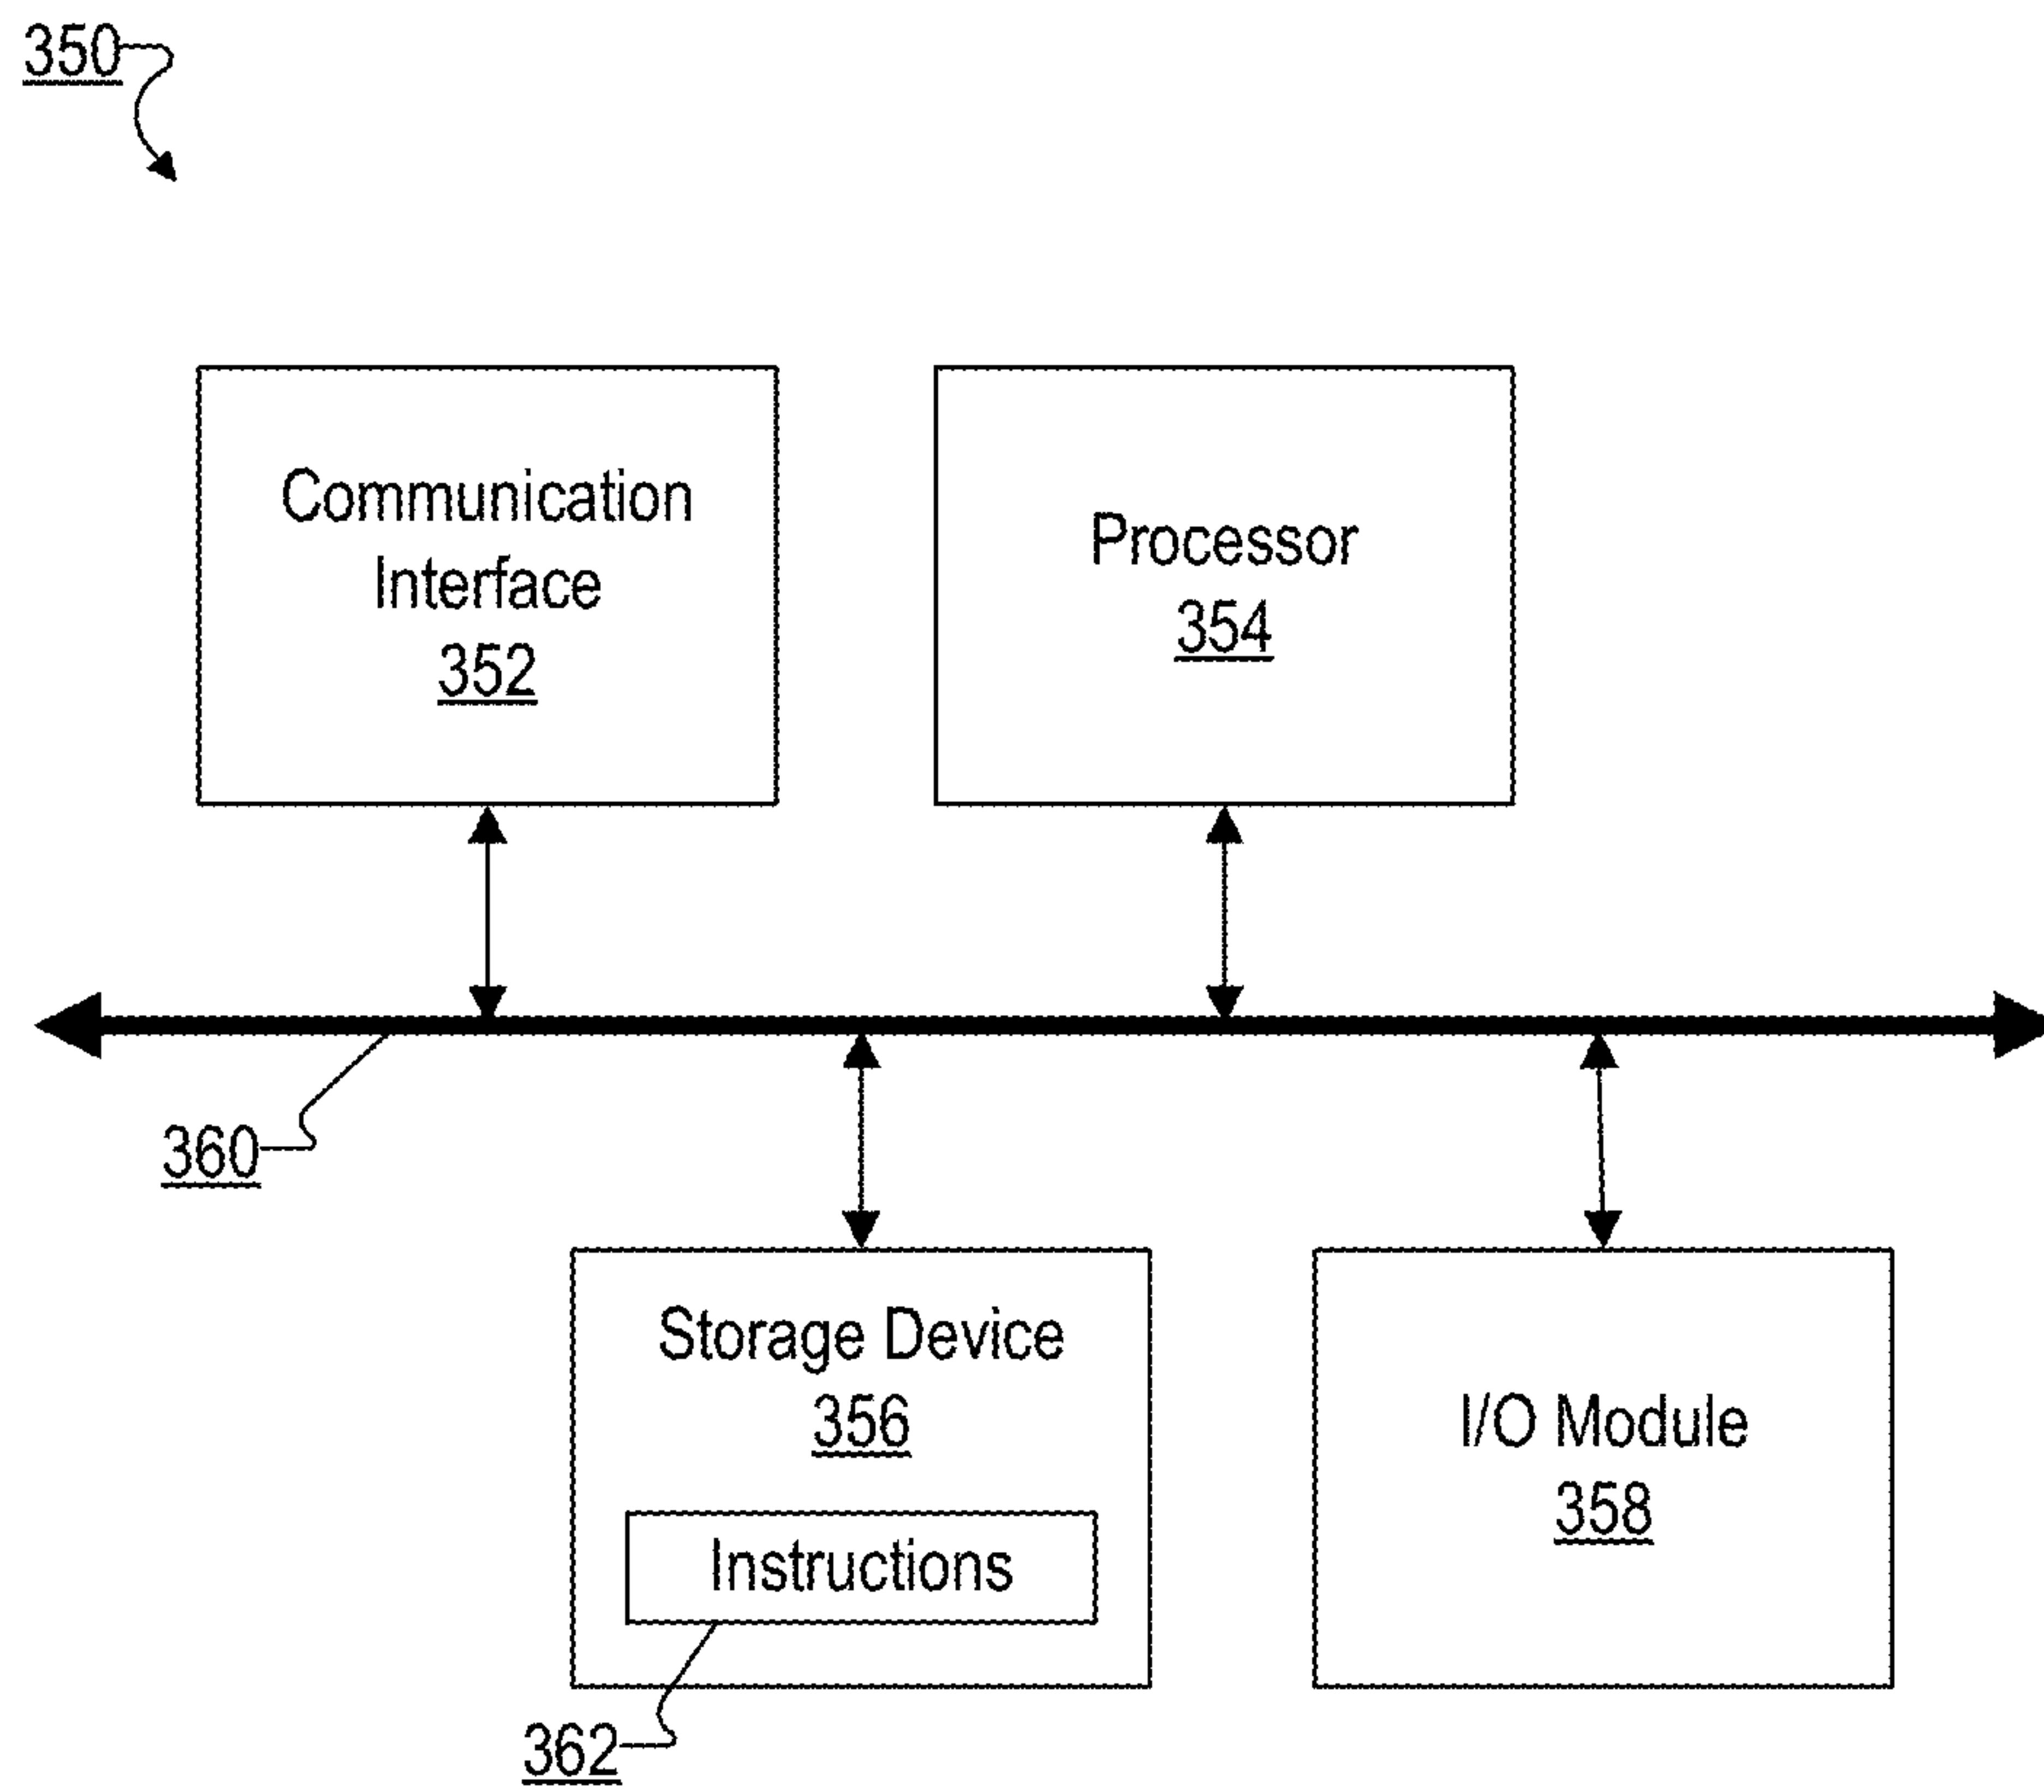 350
Communication
Interface
352
Processor
354
360
Storage Device
356
Instructions
362
I/O Module
358